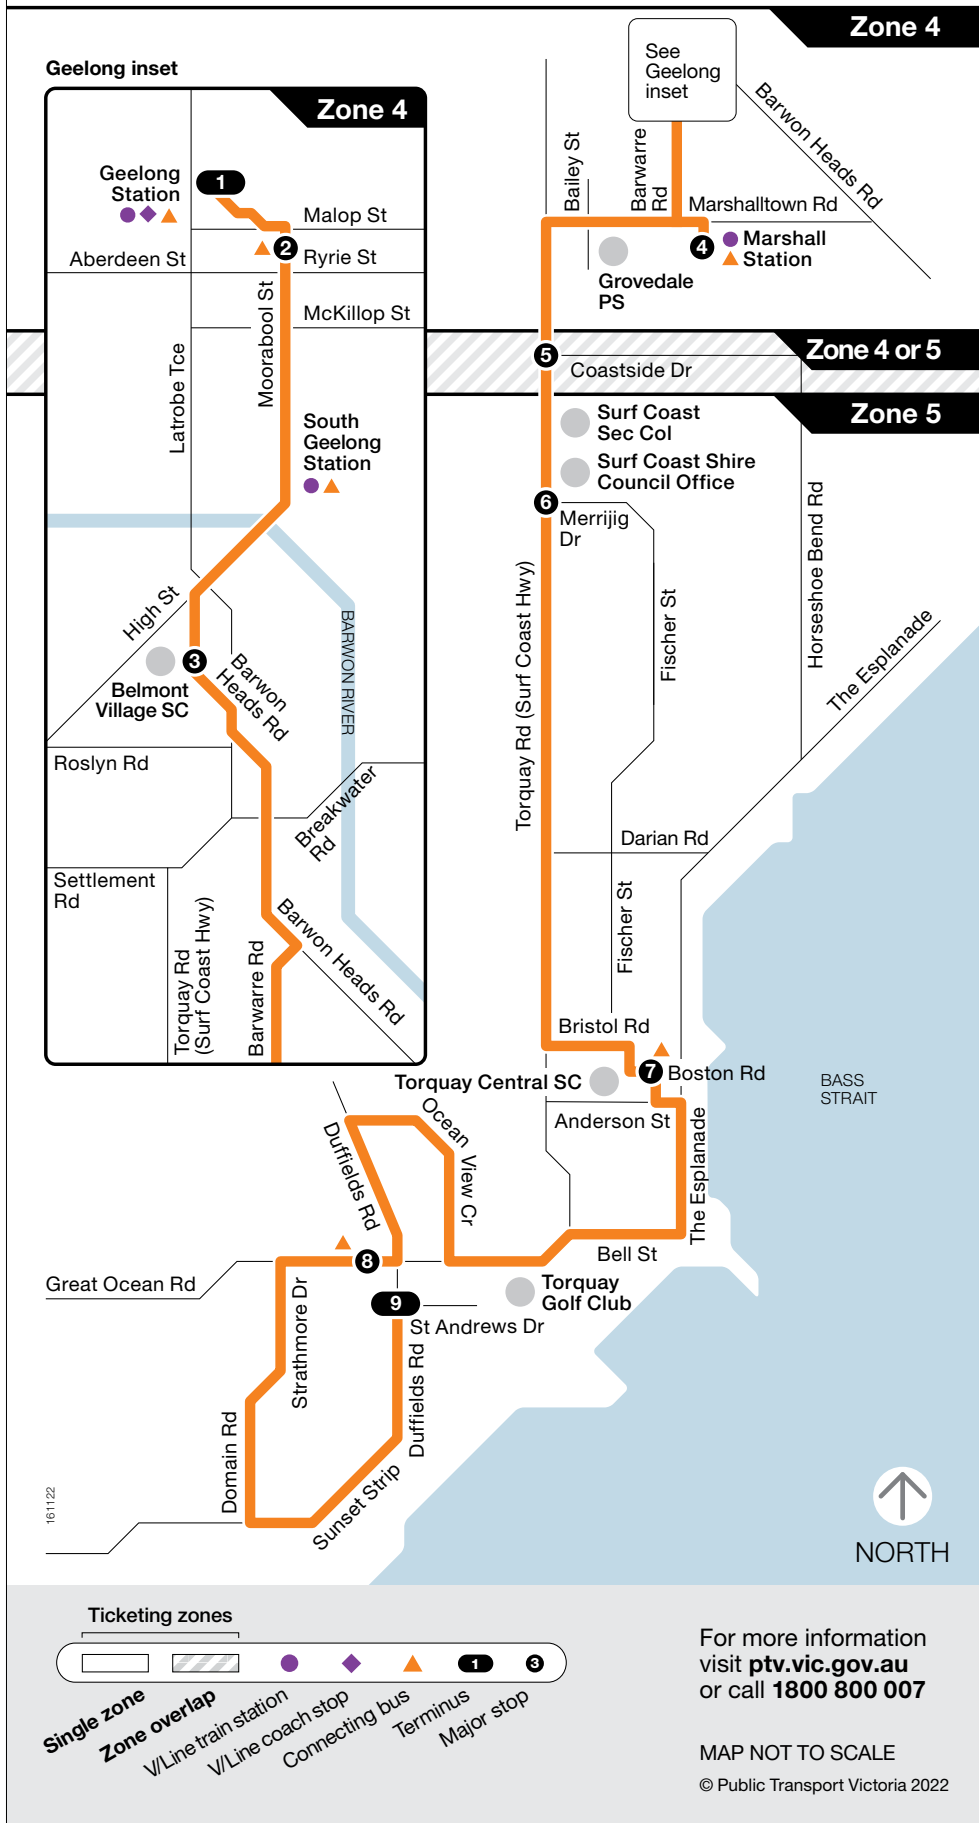 Zone 4
Geelong inset
Zone 4
Geelong
Station
1
Malop St
2
Aberdeen St
Ryrie St
McKillop St
Moorabool St
Latrobe Tce
South
Geelong
Station
High St
BARWON RIVER
3
Belmont
Village SC
Barwon
Heads Rd
Roslyn Rd
Breakwater
Rd
Settlement
Rd
Torquay Rd
(Surf Coast Hwy)
Barwarre Rd
Barwon Heads Rd
See
Geelong
inset
Barwon Heads Rd
Bailey St
Barwarre
Rd
Marshalltown Rd
4
Marshall
Station
Grovedale
PS
Zone 4 or 5
5
Coastside Dr
Zone 5
Surf Coast
Sec Col
Surf Coast Shire
Council Office
6
Merrijig
Dr
Horseshoe Bend Rd
Torquay Rd (Surf Coast Hwy)
Fischer St
The Esplanade
Darian Rd
Fischer St
Bristol Rd
7
Boston Rd
Torquay Central SC
BASS
STRAIT
Anderson St
The Esplanade
Ocean
View Cr
Duffields Rd
Bell St
8
Great Ocean Rd
Torquay
Golf Club
9
St Andrews Dr
Strathmore Dr
Duffields Rd
Domain Rd
Sunset Strip
161122
NORTH
Ticketing zones
1
3
Single zone
Zone overlap
V/Line train station
V/Line coach stop
Connecting bus
Terminus
Major stop
For more information
visit ptv.vic.gov.au
or call 1800 800 007
MAP NOT TO SCALE
© Public Transport Victoria 2022